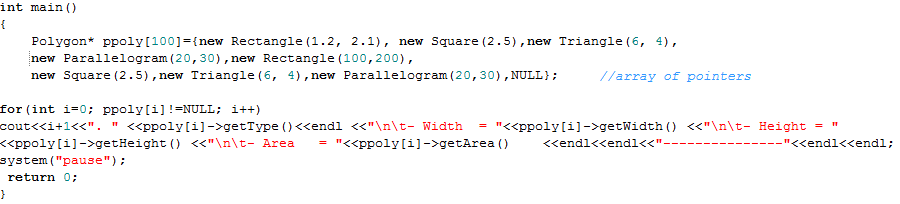 int main()
{
    Polygon* ppoly[100]={new Rectangle(1.2, 2.1), new Square(2.5),new Triangle(6, 4),
    new Parallelogram(20,30),new Rectangle(100,200),
    new Square(2.5),new Triangle(6, 4),new Parallelogram(20,30),NULL};     //array of pointers
for(int i=0; ppoly[i]!=NULL; i++)
cout<<i+1<<". " <<ppoly[i]->getType()<<endl <<"\n\t- Width  = "<<ppoly[i]->getWidth() <<"\n\t- Height = "
<<ppoly[i]->getHeight() <<"\n\t- Area   = "<<ppoly[i]->getArea()    <<endl<<endl<<"---------------"<<endl<<endl;
system("pause");
 return 0;
}